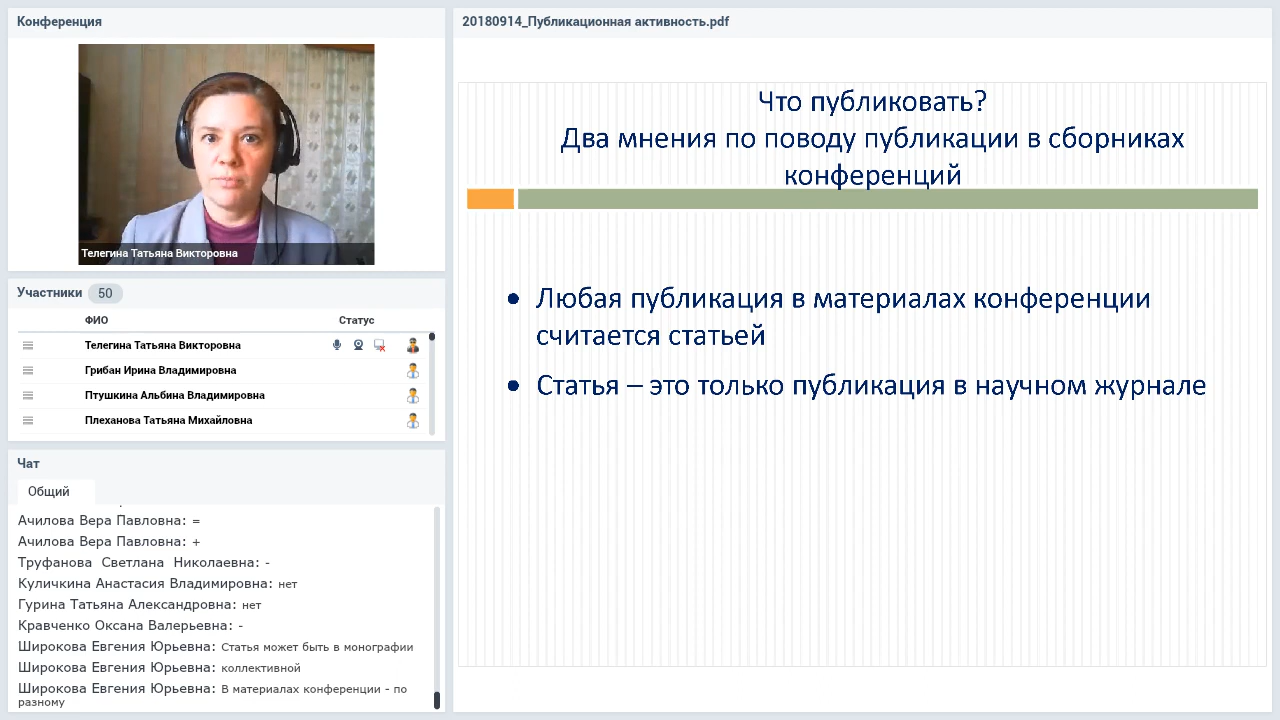 Конференция
Телегина Татьяна Викторовна
Участники 50
ФИО Статус
Телегина Татьяна Викторовна
Грибан Ирина Владимировна
Птушкина Альбина Владимировна
Плеханова Татьяна Михайловна
Чат
Общий
Ачилова Вера Павловна: =
Ачилова Вера Павловна: +
Труфанова Светлана Николаевна: -
Куличкина Анастасия Владимировна: нет
Гурина Татьяна Александровна: нет
Кравченко Оксана Валерьевна: -
Широкова Евгения Юрьевна: Статья может быть в монографии
Широкова Евгения Юрьевна: коллективной
Широкова Евгения Юрьевна: В материалах конференции - по
разному
20180914_Публикационная активность.pdf
Что публиковать?
Два мнения по поводу публикации в сборниках
конференций
• Любая публикация в материалах конференции
считается статьей
• Статья – это только публикация в научном журнале